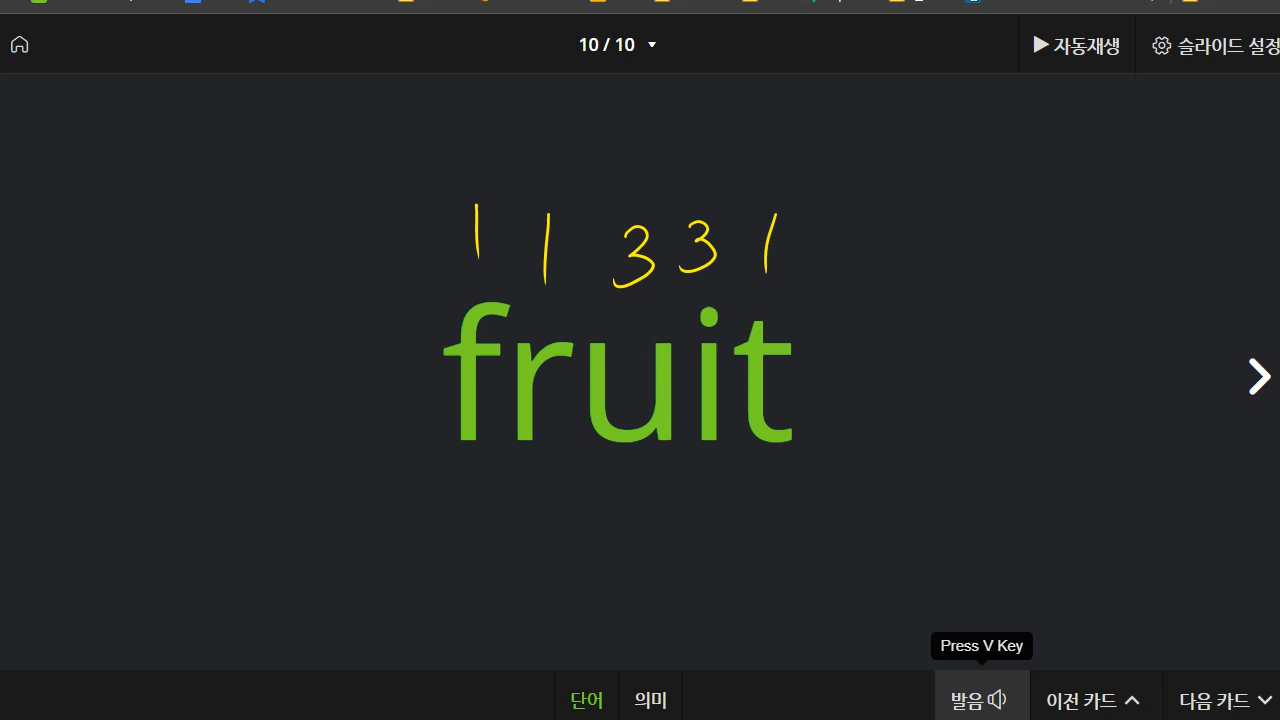 10 / 10 자동재생 슬라이드 설정
1 1 3 3 1
fruit
Press V Key
단어 의미 발음 이전 카드 다음 카드